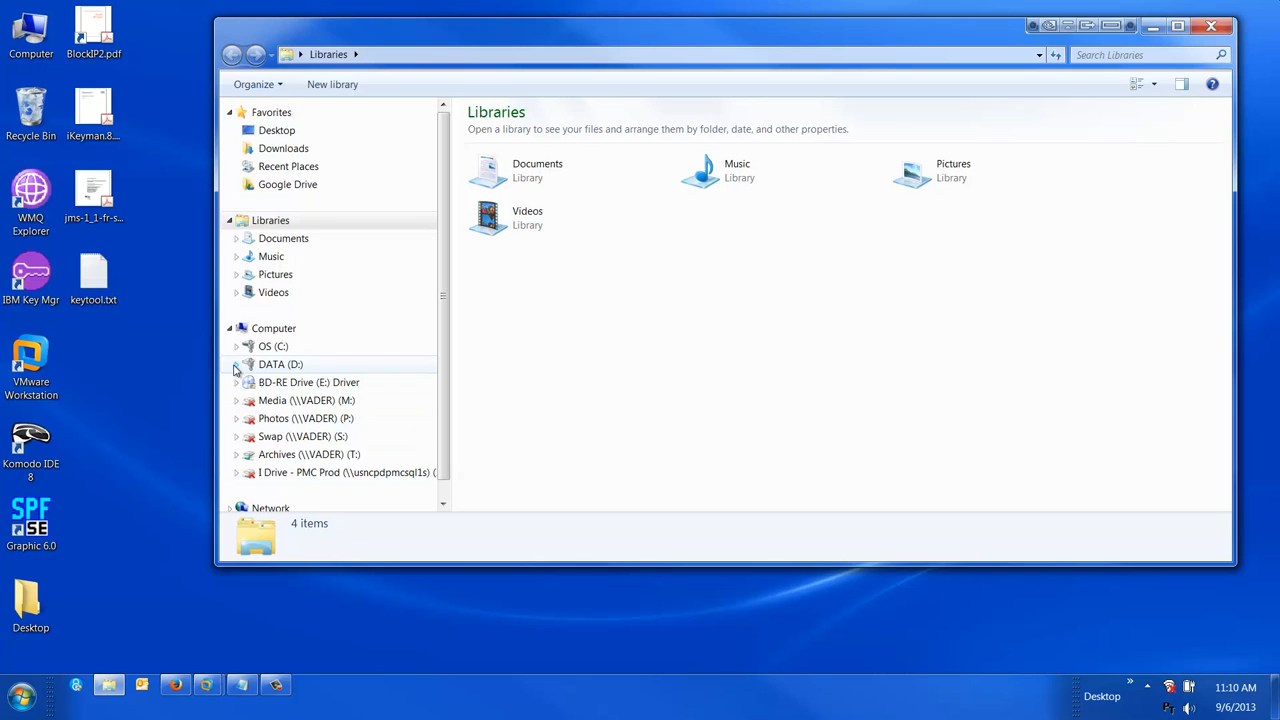 Computer
BlockIP2.pdf
Recycle Bin
iKeyman.8....
WMQ
Explorer
jms-1_1-fr-s...
IBM Key Mgr
keytool.txt
VMware
Workstation
Komodo IDE
8
SPF
SE
Graphic 6.0
Desktop
Libraries
Search Libraries
Organize
New library
Favorites
Desktop
Downloads
Recent Places
Google Drive
Libraries
Documents
Music
Pictures
Videos
Computer
OS (C:)
DATA (D:)
BD-RE Drive (E:) Driver
Media (\\VADER) (M:)
Photos (\\VADER) (P:)
Swap (\\VADER) (S:)
Archives (\\VADER) (T:)
I Drive - PMC Prod (\\usncpdpmcsql1s) (
Network
Libraries
Open a library to see your files and arrange them by folder, date, and other properties.
Documents
Library
Music
Library
Pictures
Library
Videos
Library
4 items
Desktop
11:10 AM
9/6/2013